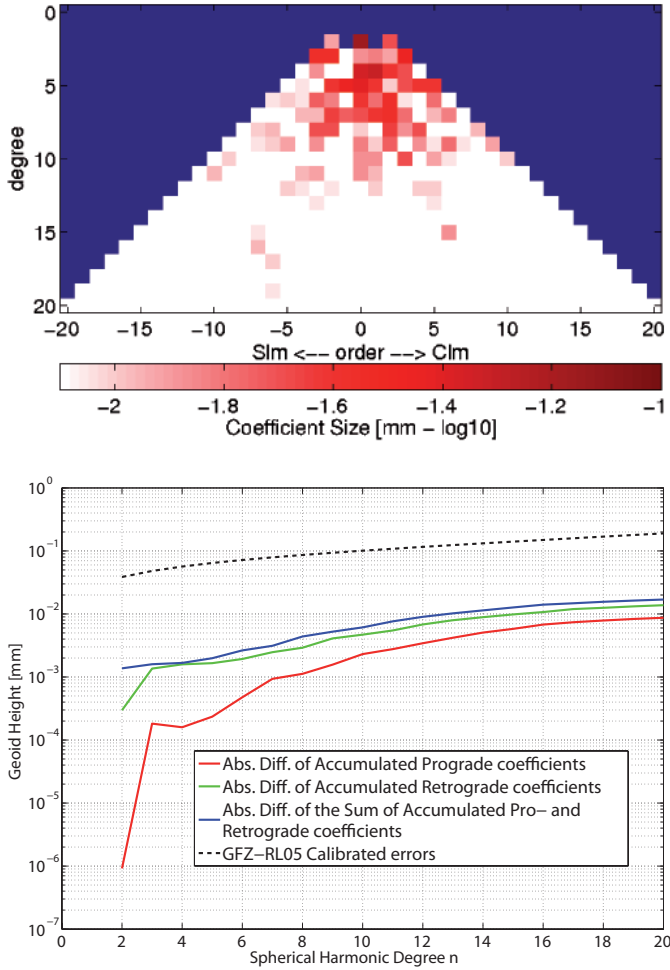 0
5
10
15
20
degree
-20 -15 -10 -5 0 5 10 15 20
Slm <-- order --> Clm
-2 -1.8 -1.6 -1.4 -1.2 -1
Coefficient Size [mm - log10]
10^0
10^-1
10^-2
10^-3
10^-4
10^-5
10^-6
10^-7
Geoid Height [mm]
Abs. Diff. of Accumulated Prograde coefficients
Abs. Diff. of Accumulated Retrograde coefficients
Abs. Diff. of the Sum of Accumulated Pro- and
Retrograde coefficients
GFZ-RL05 Calibrated errors
0 2 4 6 8 10 12 14 16 18 20
Spherical Harmonic Degree n